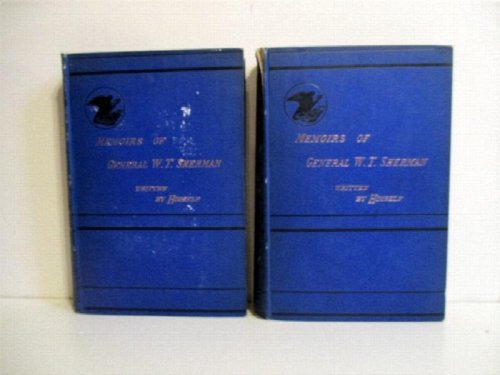 MEMOIRS OF
GENERAL W. T. SHERMAN
WRITTEN
BY HIMSELF
MEMOIRS OF
GENERAL W. T. SHERMAN
WRITTEN
BY HIMSELF